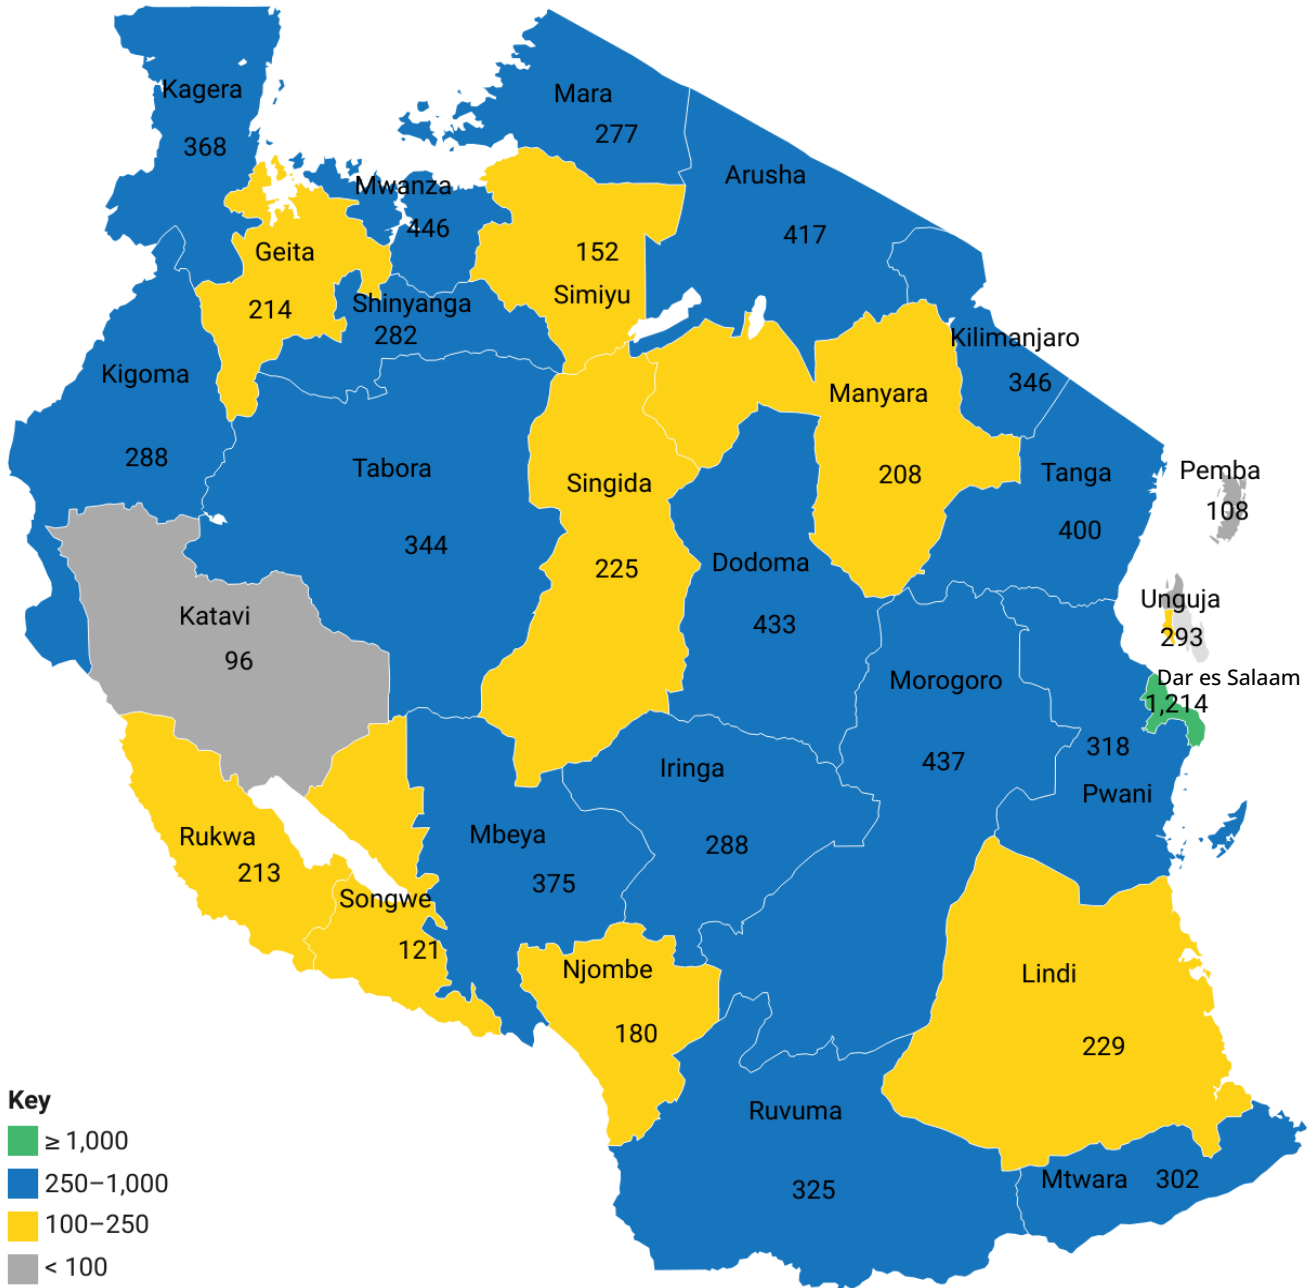 Kagera
368
Mara
277
Arusha
417
Mwanza
446
Geita
214
152
Simiyu
Shinyanga
282
Kilimanjaro
346
Kigoma
288
Manyara
208
Tabora
344
Singida
225
Tanga
400
Pemba
108
Dodoma
433
Katavi
96
Unguja
293
Dar es Salaam
1,214
Morogoro
437
318
Pwani
Iringa
288
Rukwa
213
Mbeya
375
Songwe
121
Njombe
180
Lindi
229
Ruvuma
325
Mtwara 302
Key
≥ 1,000
250–1,000
100–250
< 100